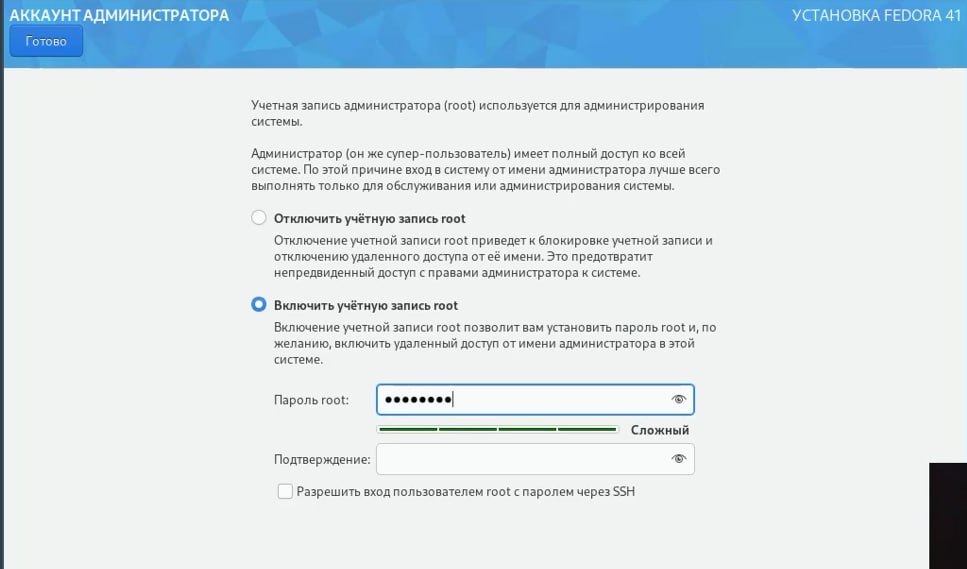 АККАУНТ АДМИНИСТРАТОРА
УСТАНОВКА FEDORA 41
Готово
Учетная запись администратора (root) используется для администрирования
системы.
Администратор (он же супер-пользователь) имеет полный доступ ко всей
системе. По этой причине вход в систему от имени администратора лучше всего
выполнять только для обслуживания или администрирования системы.
Отключить учётную запись root
Отключение учетной записи root приведет к блокировке учетной записи и
отключению удаленного доступа от её имени. Это предотвратит
непредвиденный доступ с правами администратора к системе.
Включить учётную запись root
Включение учетной записи root позволит вам установить пароль root и, по
желанию, включить удаленный доступ от имени администратора в этой
системе.
Пароль root: ●●●●●●●●
Сложный
Подтверждение:
Разрешить вход пользователем root с паролем через SSH